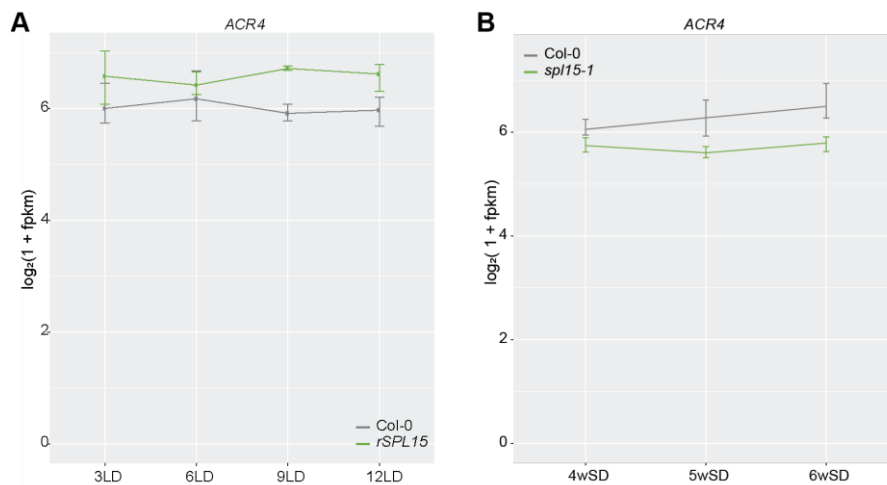 A
ACR4
log₂(1 + fpkm)
6
4
2
0
Col-0
rSPL15
3LD 6LD 9LD 12LD
B
ACR4
Col-0
spl15-1
log₂( 1 + fpkm)
6
4
2
0
4wSD 5wSD 6wSD